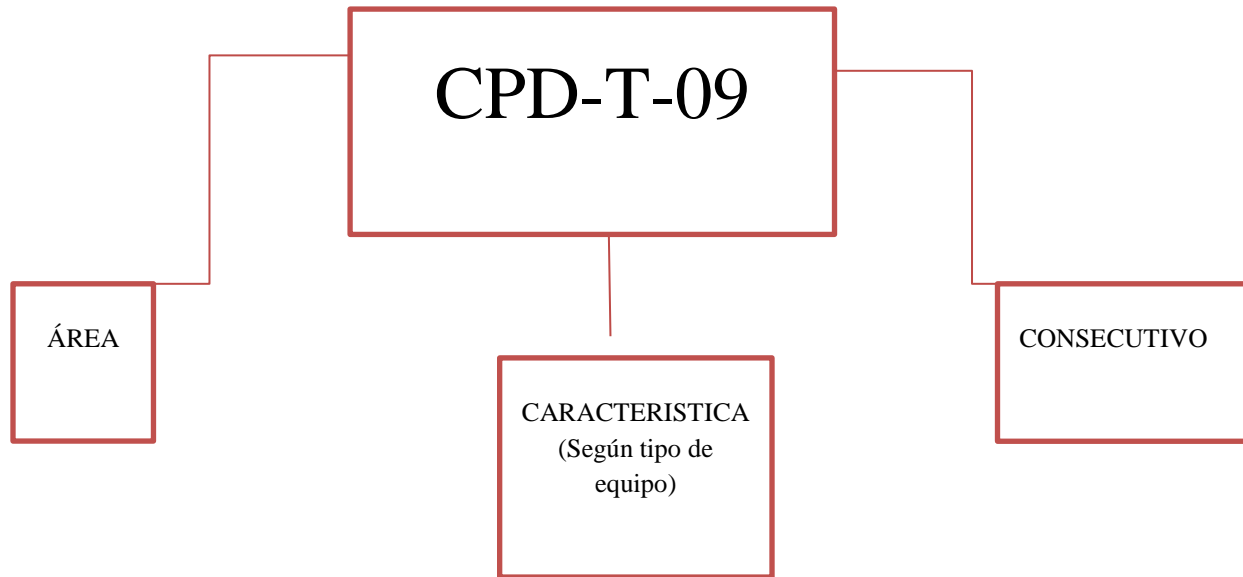 CPD-T-09
ÁREA
CARACTERISTICA
(Según tipo de
equipo)
CONSECUTIVO